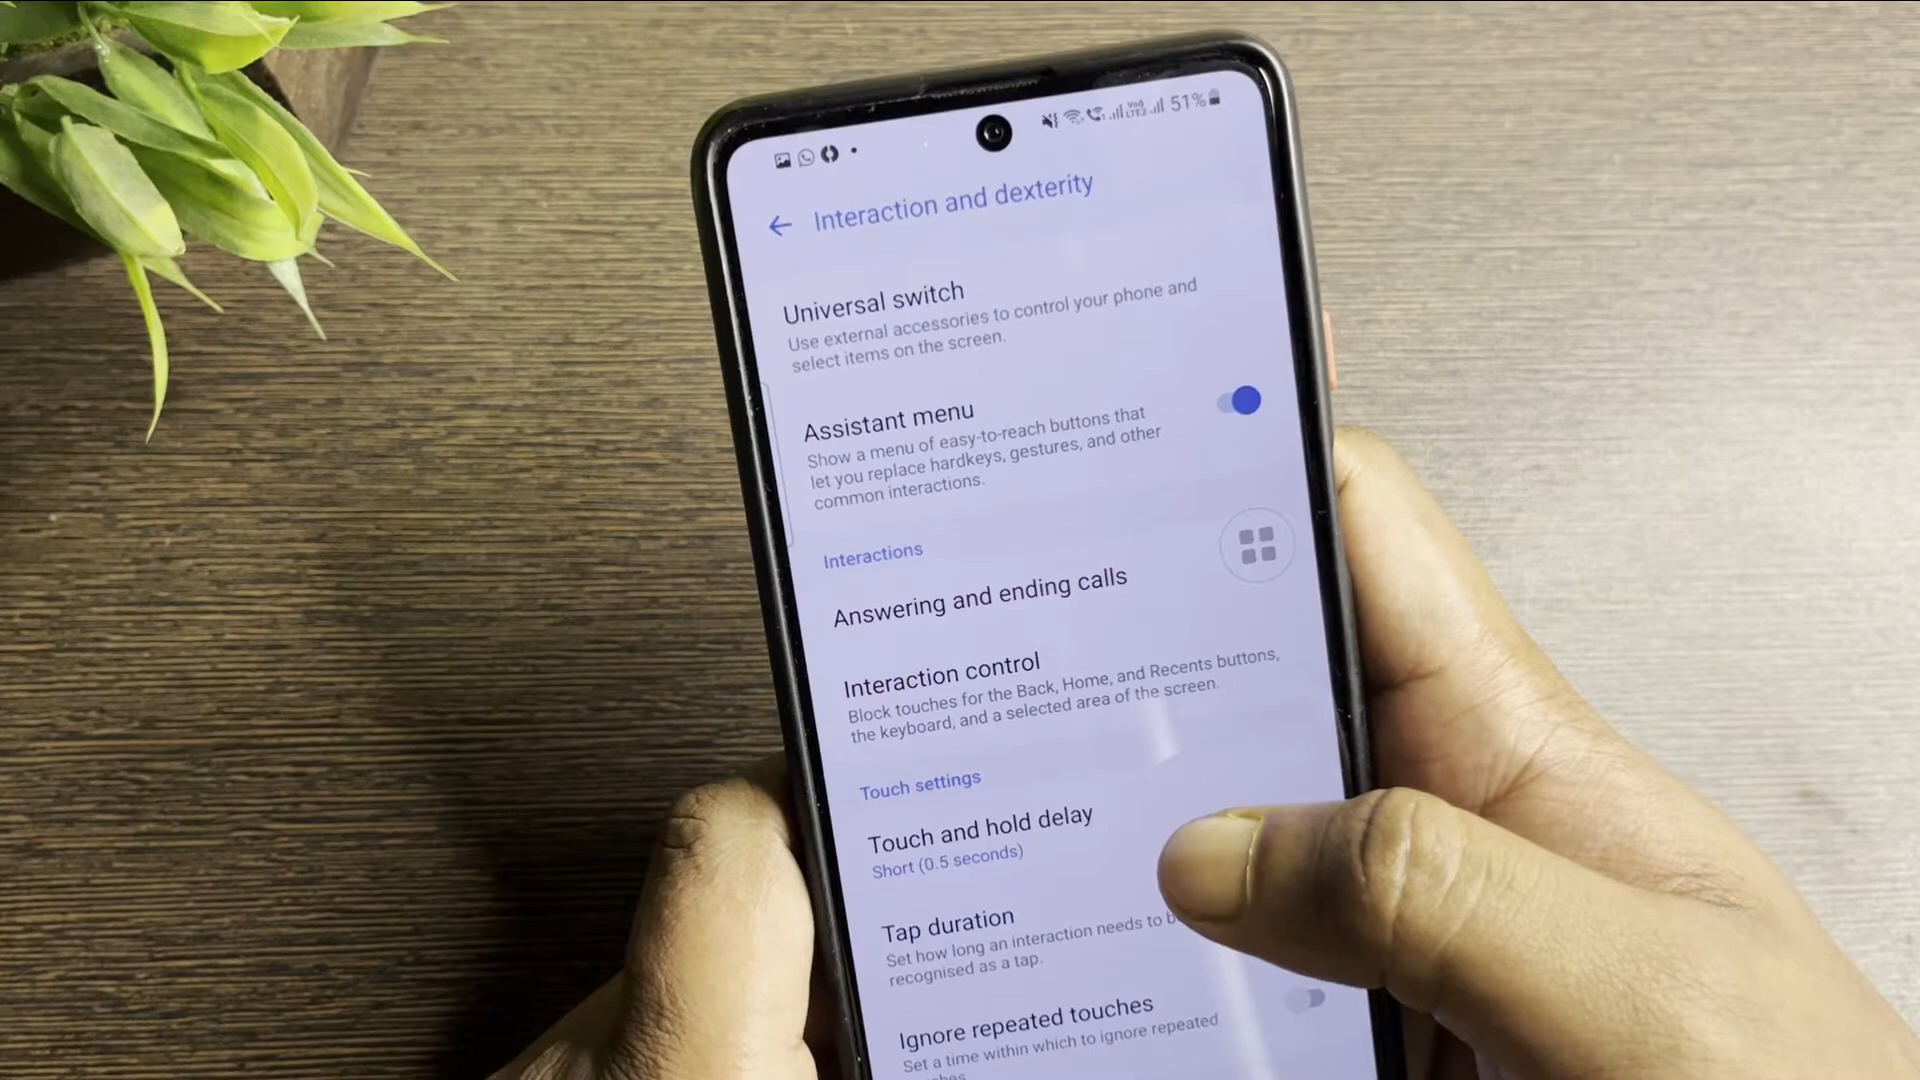 51%
Interaction and dexterity
Universal switch
Use external accessories to control your phone and
select items on the screen.
Assistant menu
Show a menu of easy-to-reach buttons that
let you replace hardkeys, gestures, and other
common interactions.
Interactions
Answering and ending calls
Interaction control
Block touches for the Back, Home, and Recents buttons,
the keyboard, and a selected area of the screen.
Touch settings
Touch and hold delay
Short (0.5 seconds)
Tap duration
Set how long an interaction needs to
recognised as a tap.
Ignore repeated touches
Set a time within which to ignore repeated